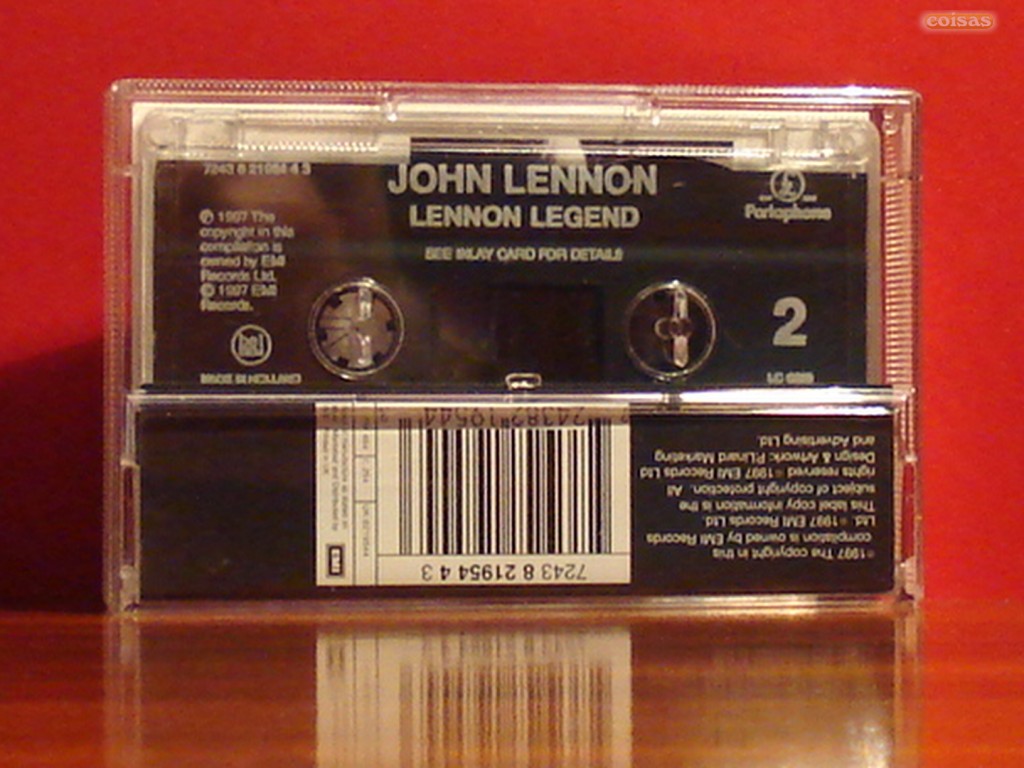 coisas
7243 8 21954 4 3
JOHN LENNON
LENNON LEGEND
SEE INLAY CARD FOR DETAILS
Parlophone
℗ 1997 The
copyright in this
compilation is
owned by EMI
Records Ltd.
© 1997 EMI
Records.
MADE IN HOLLAND
2
724382195443
EMI
7243 8 21954 4 3
℗ 1997 The copyright in this
compilation is owned by EMI Records
Ltd. © 1997 EMI Records Ltd.
This label copy information is the
subject of copyright protection. All
rights reserved © 1997 EMI Records Ltd
Design & Artwork: P.Linard Marketing
and Advertising Ltd.